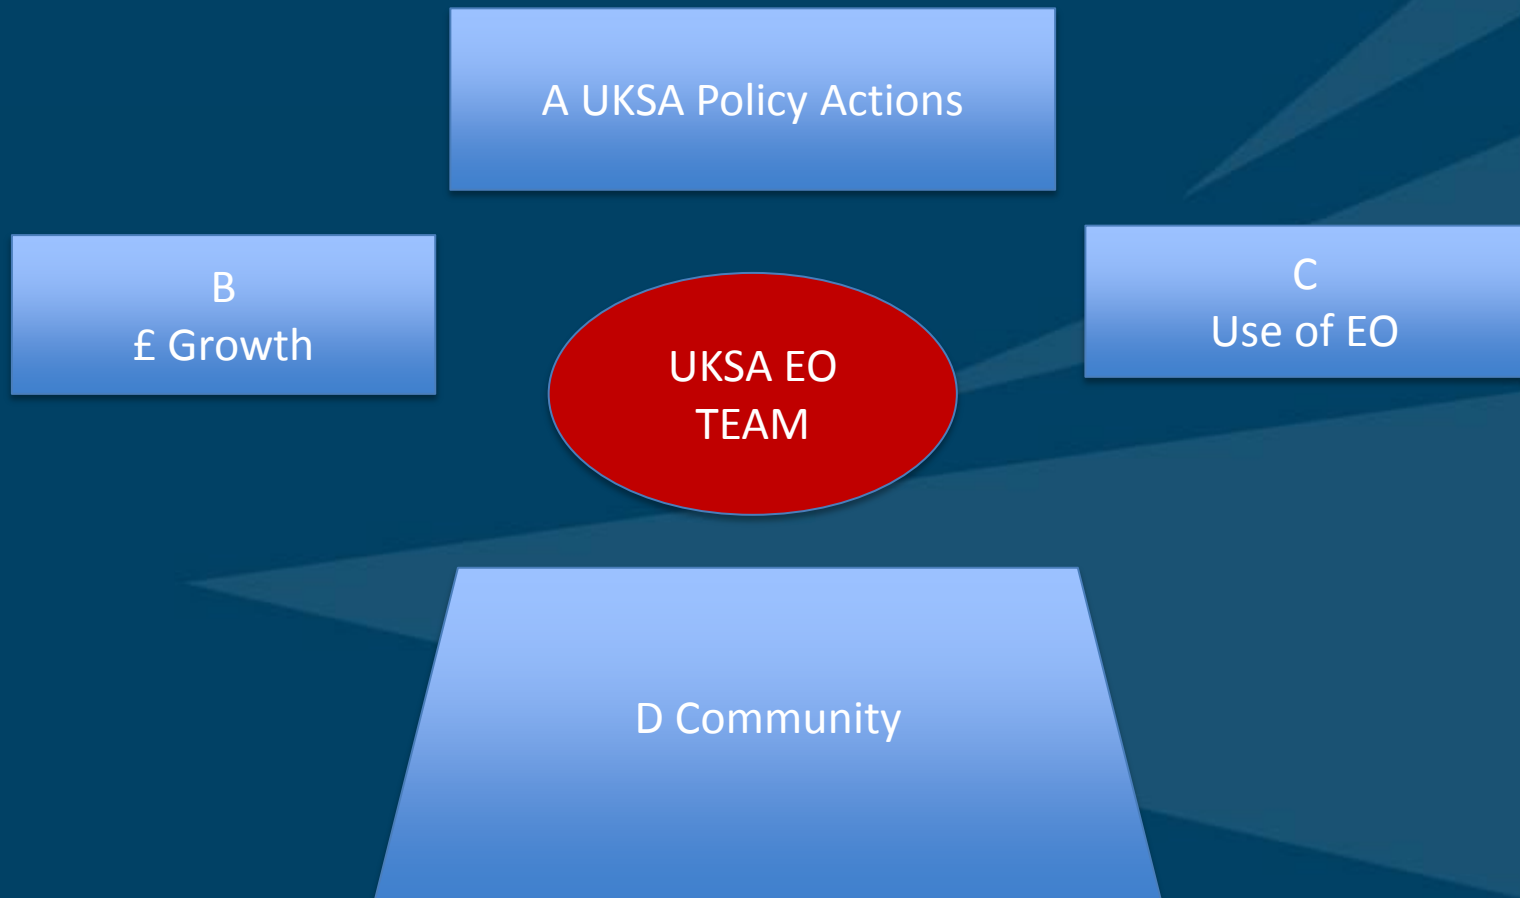 A UKSA Policy Actions
B
£ Growth
C
Use of EO
UKSA EO
TEAM
D Community